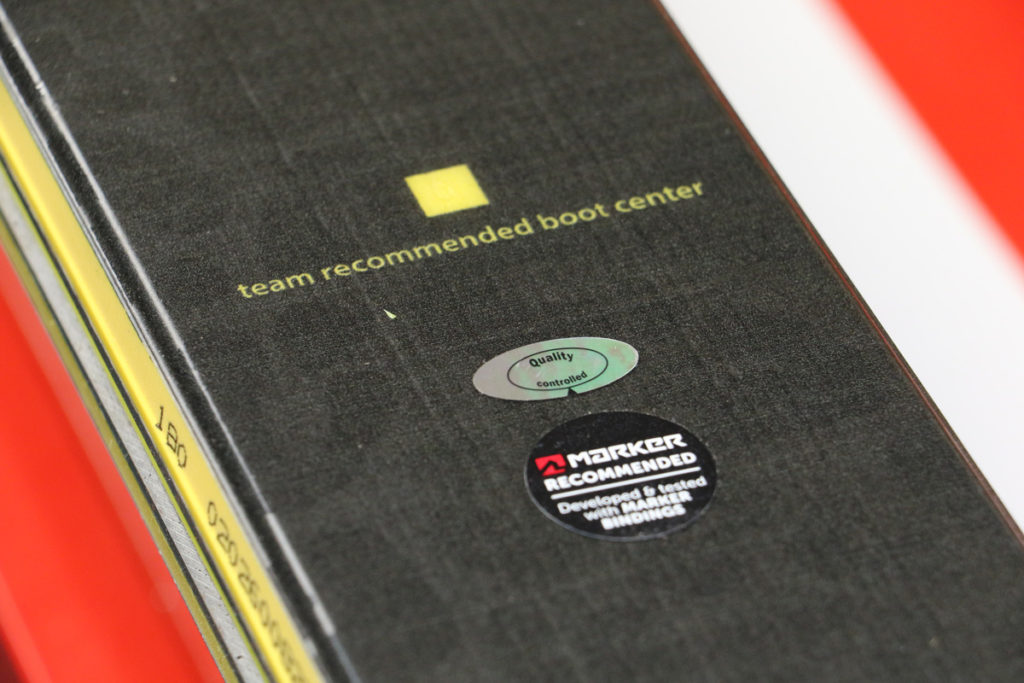 team recommended boot center
Quality
controlled
MARKER
RECOMMENDED
Developed & tested
with MARKER
BINDINGS
180